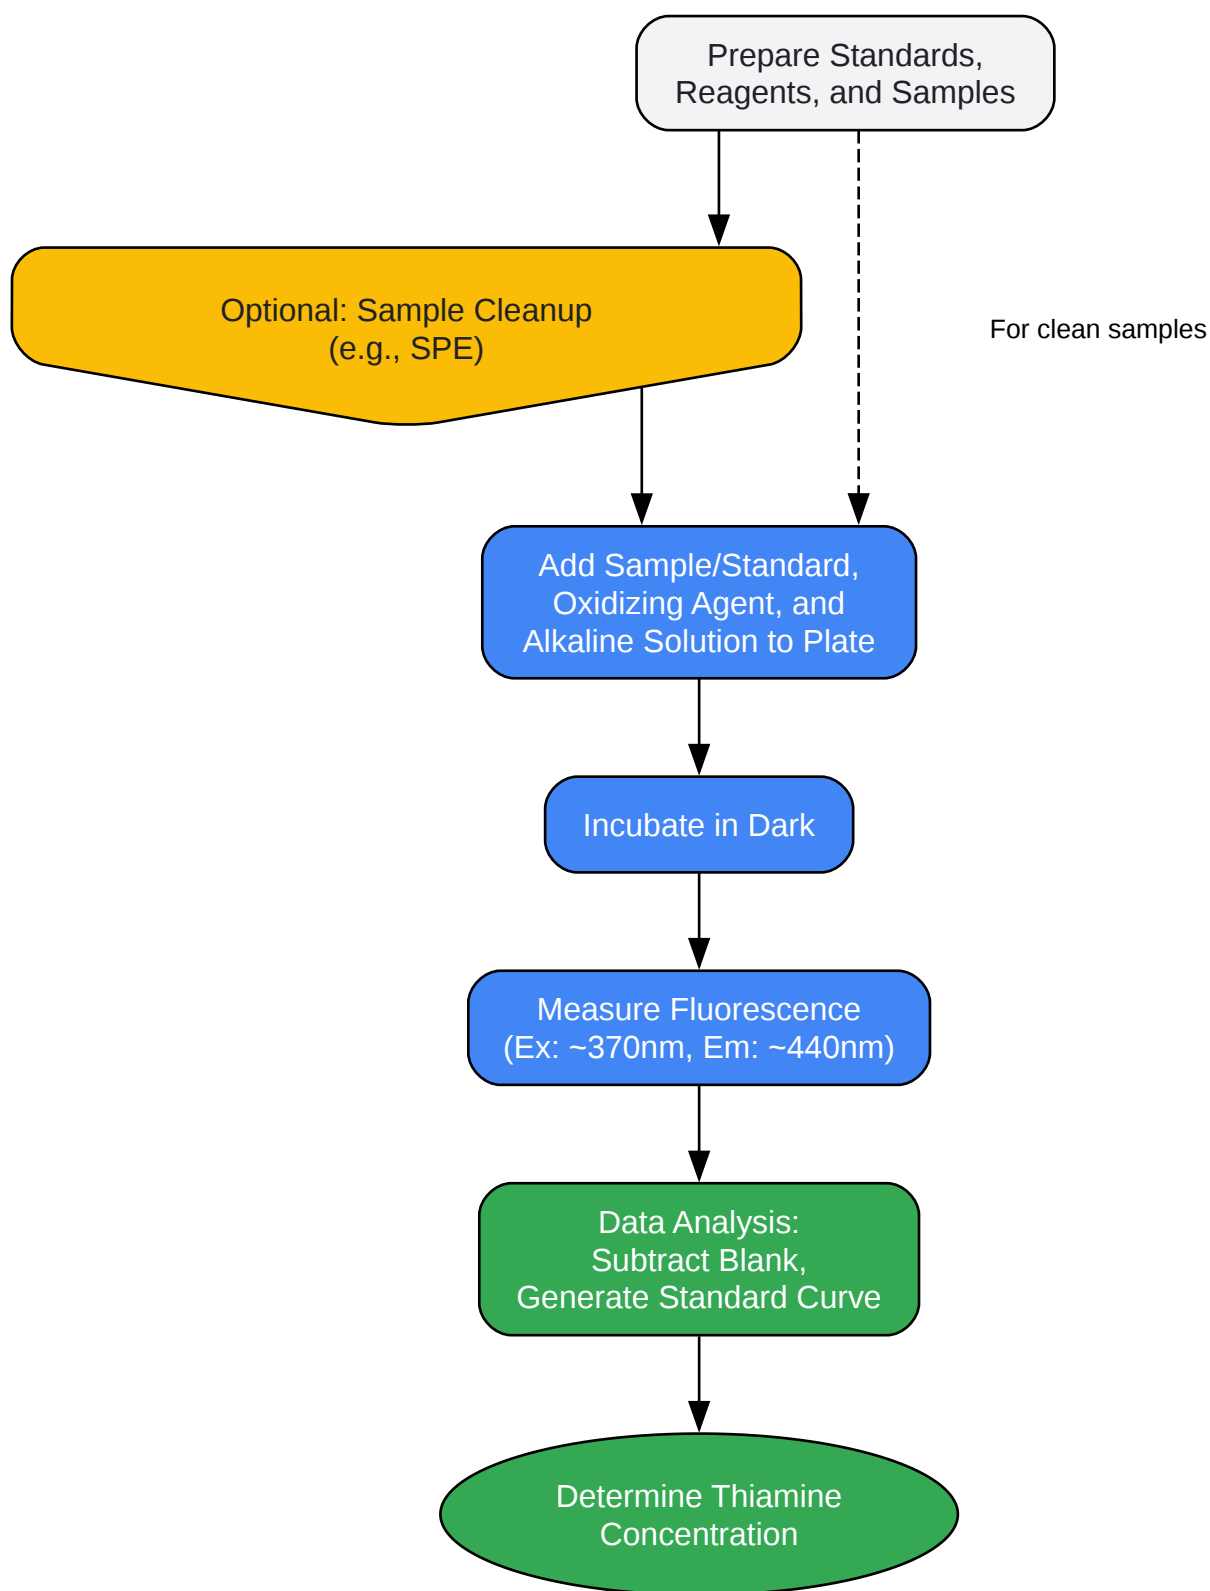 Prepare Standards,
Reagents, and Samples
Optional: Sample Cleanup
(e.g., SPE)
For clean samples
Add Sample/Standard,
Oxidizing Agent, and
Alkaline Solution to Plate
Incubate in Dark
Measure Fluorescence
(Ex: ~370nm, Em: ~440nm)
Data Analysis:
Subtract Blank,
Generate Standard Curve
Determine Thiamine
Concentration